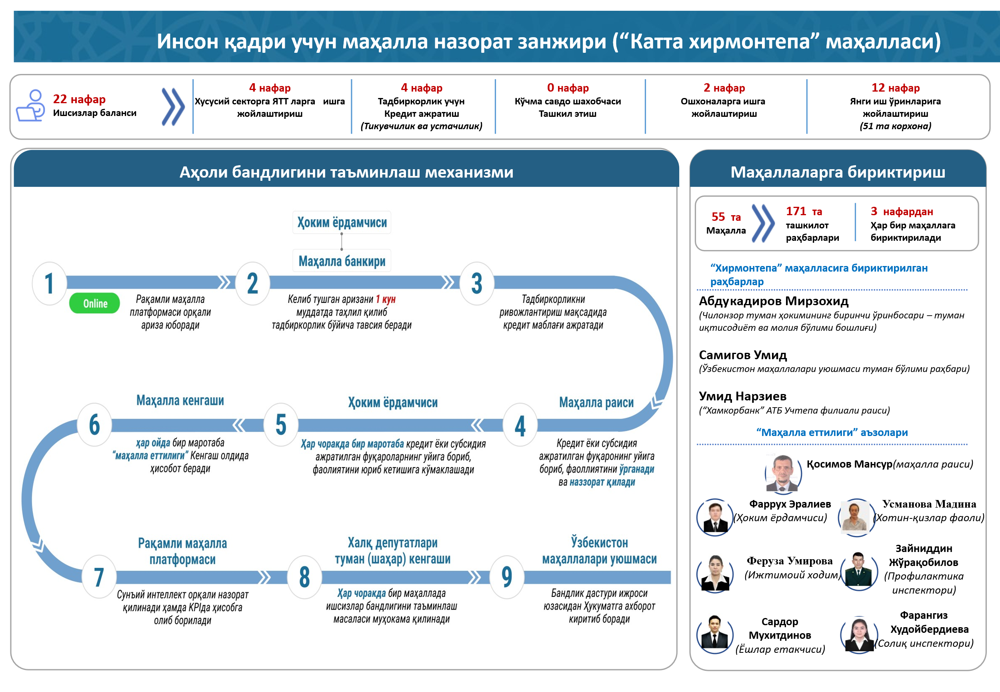 Инсон қадри учун маҳалла назорат занжири (“Катта хирмонтепа” маҳалласи)
22 нафар
Ишсизлар баланси
4 нафар
Хусусий секторга ЯТТ ларга ишга
жойлаштириш
4 нафар
Тадбиркорлик учун
Кредит ажратиш
(Тикувчилик ва устачилик)
0 нафар
Кўчма савдо шахобчаси
Ташкил этиш
2 нафар
Ошхоналарга ишга
жойлаштириш
12 нафар
Янги иш ўринларига
жойлаштириш
(51 та корхона)
Аҳоли бандлигини таъминлаш механизми
Ҳоким ёрдамчиси
Маҳалла банкири
1
2
3
Online
Рақамли маҳалла
платформаси орқали
ариза юборади
Келиб тушган аризани 1 кун
муддатда таҳлил қилиб
тадбиркорлик бўйича тавсия беради
Тадбиркорликни
ривожлантириш мақсадида
кредит маблағи ажратади
Маҳалла кенгаши
Ҳоким ёрдамчиси
Маҳалла раиси
6
5
4
ҳар ойда бир маротаба
“маҳалла еттилиги” Кенгаш олдида
ҳисобот беради
Ҳар чоракда бир маротаба кредит ёки субсидия
ажратилган фуқароларнинг уйига бориб,
фаолиятини юриб кетишига кўмаклашади
Кредит ёки субсидия
ажратилган фуқаронинг уйига
бориб, фаоллиятини ўрганади
ва наззорат қилади
Рақамли маҳалла
платформаси
Халқ депутатлари
туман (шаҳар) кенгаши
Ўзбекистон
маҳаллалари уюшмаси
7
8
9
Сунъий интеллект орқали назорат
қилинади ҳамда KPIда ҳисобга
олиб борилади
Ҳар чоракда бир маҳаллада
ишсизлар бандлигини таъминлаш
масаласи муҳокама қилинади
Бандлик дастури ижроси
юзасидан Ҳукуматга ахборот
киритиб боради
Маҳаллаларга бириктириш
55 та
Маҳалла
171 та
ташкилот
раҳбарлари
3 нафардан
Ҳар бир маҳаллага
бириктирилади
“Хирмонтепа” маҳалласига бириктирилган
раҳбарлар
Абдукадиров Мирзохид
(Чилонзор туман ҳокимининг биринчи ўринбосари – туман
иқтисодиёт ва молия бўлими бошлиғи)
Самигов Умид
(Ўзбекистон маҳаллалари уюшмаси туман бўлими раҳбари)
Умид Нарзиев
(“Хамкорбанк” АТБ Учтепа филиали раиси)
“Маҳалла еттилиги” аъзолари
Қосимов Мансур(маҳалла раиси)
Фаррух Эралиев
(Ҳоким ёрдамчиси)
Усманова Мадина
(Хотин-қизлар фаоли)
Феруза Умирова
(Ижтимоий ходим)
Зайниддин
Жўрақобилов
(Профилактика
инспектори)
Сардор
Мухитдинов
(Ёшлар етакчиси)
Фарангиз
Худойбердиева
(Солиқ инспектори)